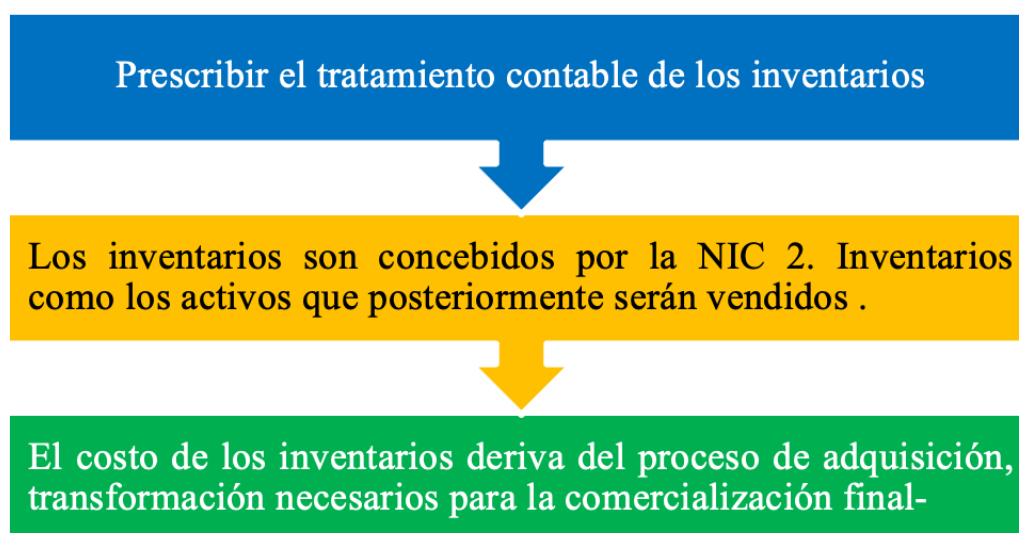 Prescribir el tratamiento contable de los inventarios
Los inventarios son concebidos por la NIC 2. Inventarios
como los activos que posteriormente serán vendidos .
El costo de los inventarios deriva del proceso de adquisición,
transformación necesarios para la comercialización final-